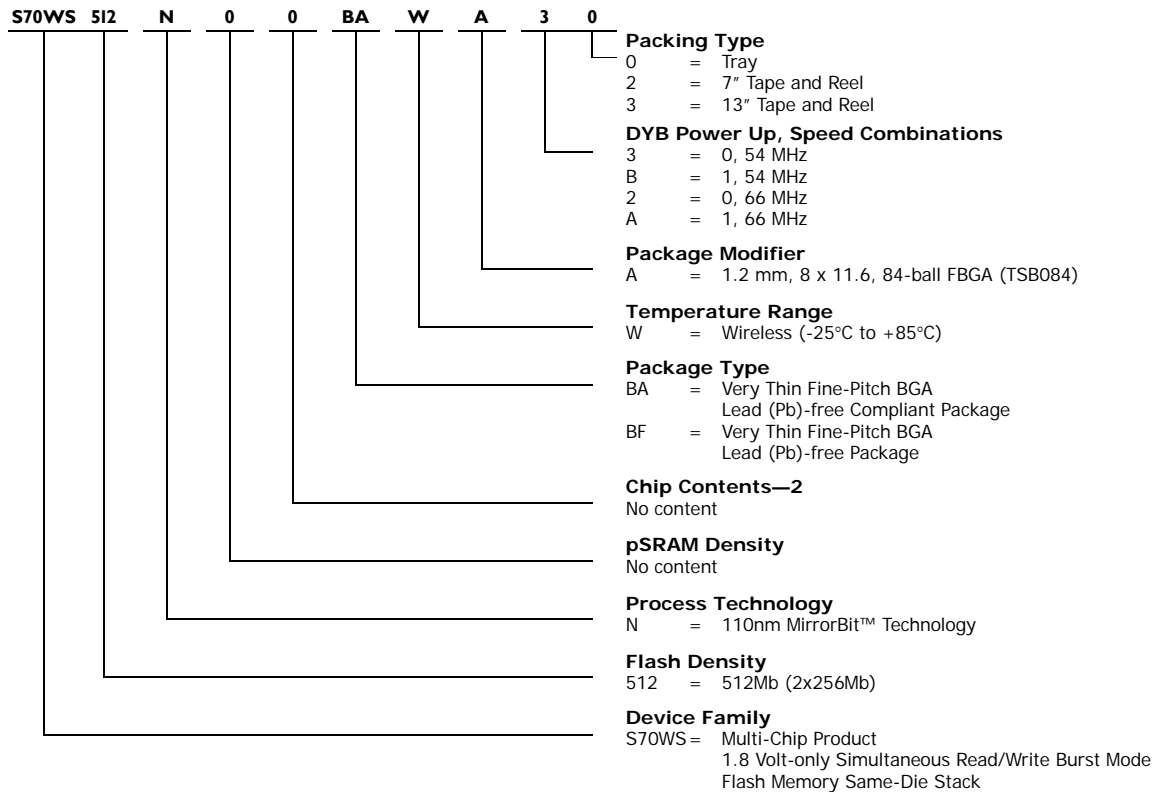 S70WS 512 N 0 0 BA W A 3 0
Packing Type
0 = Tray
2 = 7″ Tape and Reel
3 = 13″ Tape and Reel
DYB Power Up, Speed Combinations
3 = 0, 54 MHz
B = 1, 54 MHz
2 = 0, 66 MHz
A = 1, 66 MHz
Package Modifier
A = 1.2 mm, 8 x 11.6, 84-ball FBGA (TSB084)
Temperature Range
W = Wireless (-25°C to +85°C)
Package Type
BA = Very Thin Fine-Pitch BGA
Lead (Pb)-free Compliant Package
BF = Very Thin Fine-Pitch BGA
Lead (Pb)-free Package
Chip Contents—2
No content
pSRAM Density
No content
Process Technology
N = 110nm MirrorBit™ Technology
Flash Density
512 = 512Mb (2x256Mb)
Device Family
S70WS = Multi-Chip Product
1.8 Volt-only Simultaneous Read/Write Burst Mode
Flash Memory Same-Die Stack